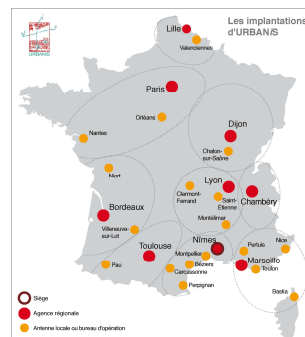 Les implantations
d'URBANIS
URBANIS
Lille
Valenciennes
Paris
Orléans
Nantes
Dijon
Chalon-
sur-Saône
Niort
Clermont-
Ferrand
Lyon
Saint-
Etienne
Chambéry
Bordeaux
Montélimar
Villeneuve-
sur-Lot
Toulouse
Nîmes
Montpellier
Pertuis
Nice
Pau
Béziers
Carcassonne
Marseille
Toulon
Perpignan
Bastia
Siège
Agence régionale
Antenne locale ou bureau d'opération